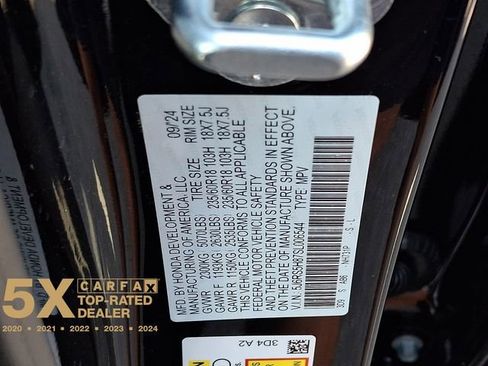 MFD. BY HONDA DEVELOPMENT & 09/24
MANUFACTURING OF AMERICA, LLC.
TIRE SIZE RIM SIZE
GVWR 2300KG 5070LBS
GAWR F 1190KG 2630LBS 235/60R18 103H 18X7.5J
GAWR R 1150KG 2535LBS 235/60R18 103H 18X7.5J
THIS VEHICLE CONFORMS TO ALL APPLICABLE
FEDERAL MOTOR VEHICLE SAFETY
AND THEFT PREVENTION STANDARDS IN EFFECT
ON THE DATE OF MANUFACTURE SHOWN ABOVE.
TYPE: MPV
3D4 A2
5X
CARFAX
TOP-RATED
DEALER
2020 • 2021 • 2022 • 2023 • 2024